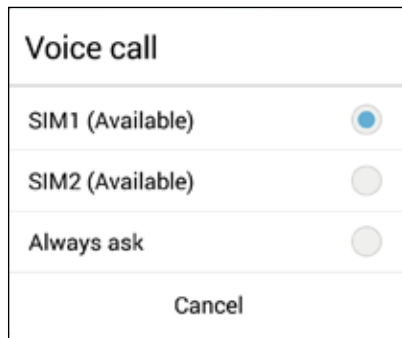 Voice call
SIM1 (Available)
SIM2 (Available)
Always ask
Cancel